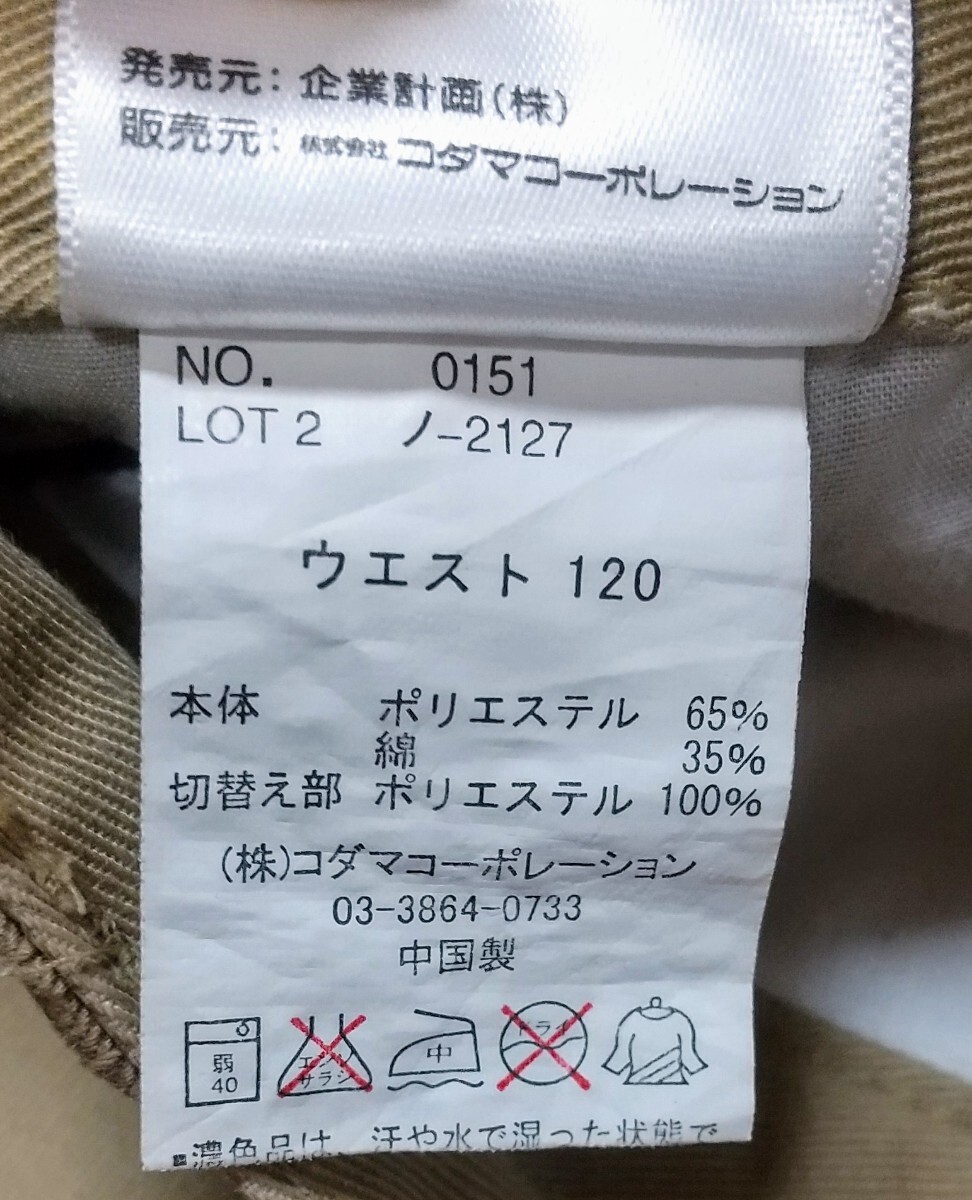 発売元: 企業計画(株)
販売元: 株式会社 コダマコーポレーション
NO. 0151
LOT 2 ノ-2127
ウエスト 120
本体 ポリエステル 65%
綿 35%
切替え部 ポリエステル 100%
(株)コダマコーポレーション
03-3864-0733
中国製
弱 40
エンソ サラシ
中
ドライ
■濃色品は、汗や水で湿った状態で